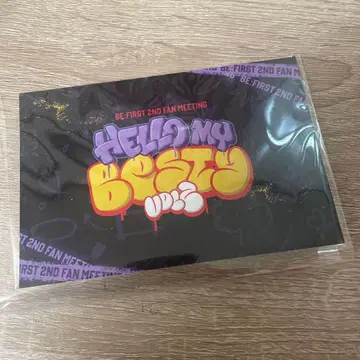 BE:FIRST 2ND FAN MEETING
BE:FIRST 2ND FAN MEETING
HELLO MY
BESTY
VOL.2
FIRST 2ND FAN MEETING